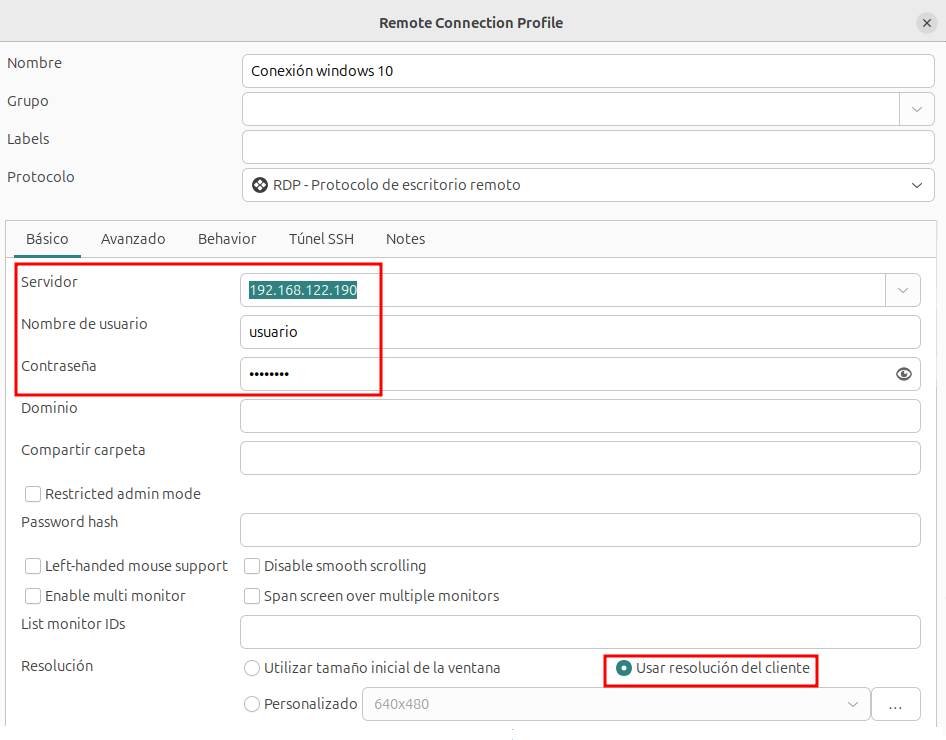 Remote Connection Profile
Nombre
Conexión windows 10
Grupo
Labels
Protocolo
RDP - Protocolo de escritorio remoto
Básico Avanzado Behavior Túnel SSH Notes
Servidor
192.168.122.190
Nombre de usuario
usuario
Contraseña
••••••••
Dominio
Compartir carpeta
Restricted admin mode
Password hash
Left-handed mouse support Disable smooth scrolling
Enable multi monitor Span screen over multiple monitors
List monitor IDs
Resolución Utilizar tamaño inicial de la ventana Usar resolución del cliente
Personalizado 640x480 ...